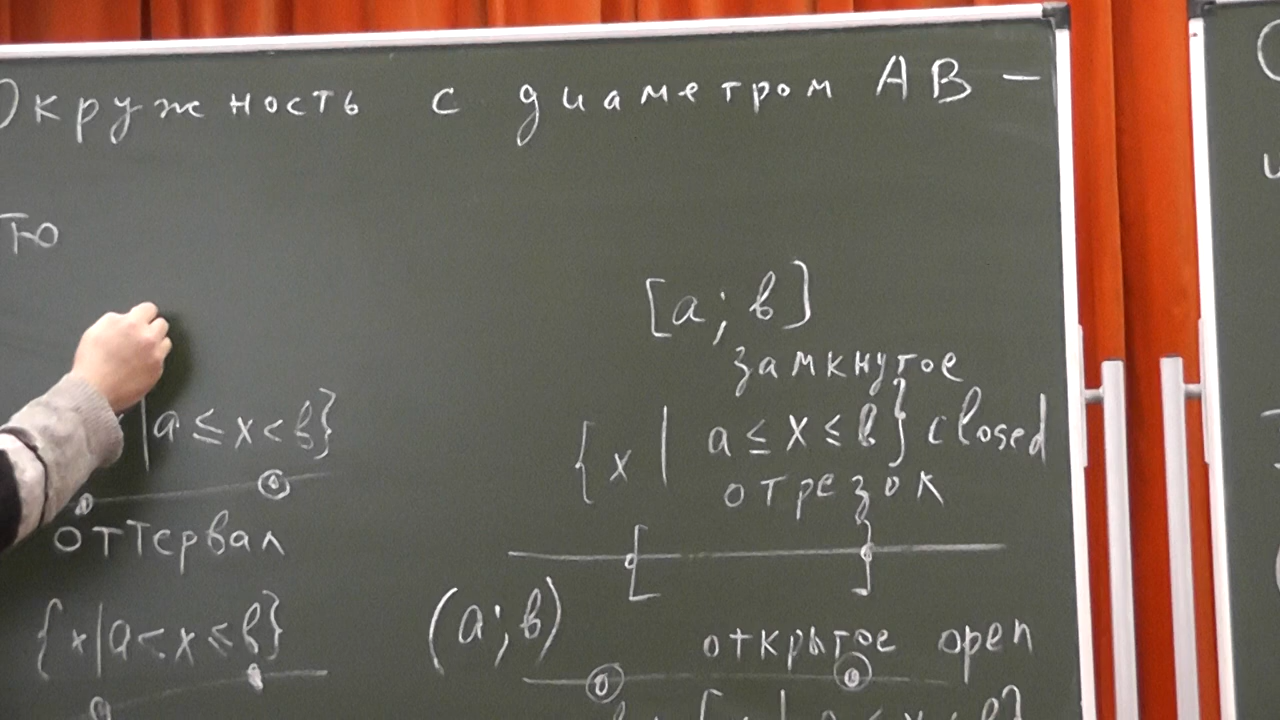 Окружность с диаметром AB —
то
[a; b]
замкнутое
|a ≤ x < b}
{x | a ≤ x ≤ b} closed
отрезок
оттервал
{x|a < x ≤ b}
(a; b)
открытое open